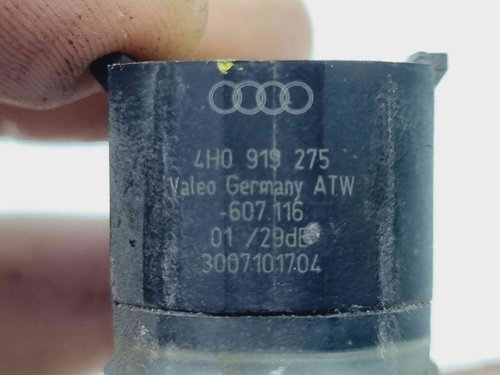 4H0 919 275
Valeo Germany ATW
-607.116
01 /29dB
3007101704